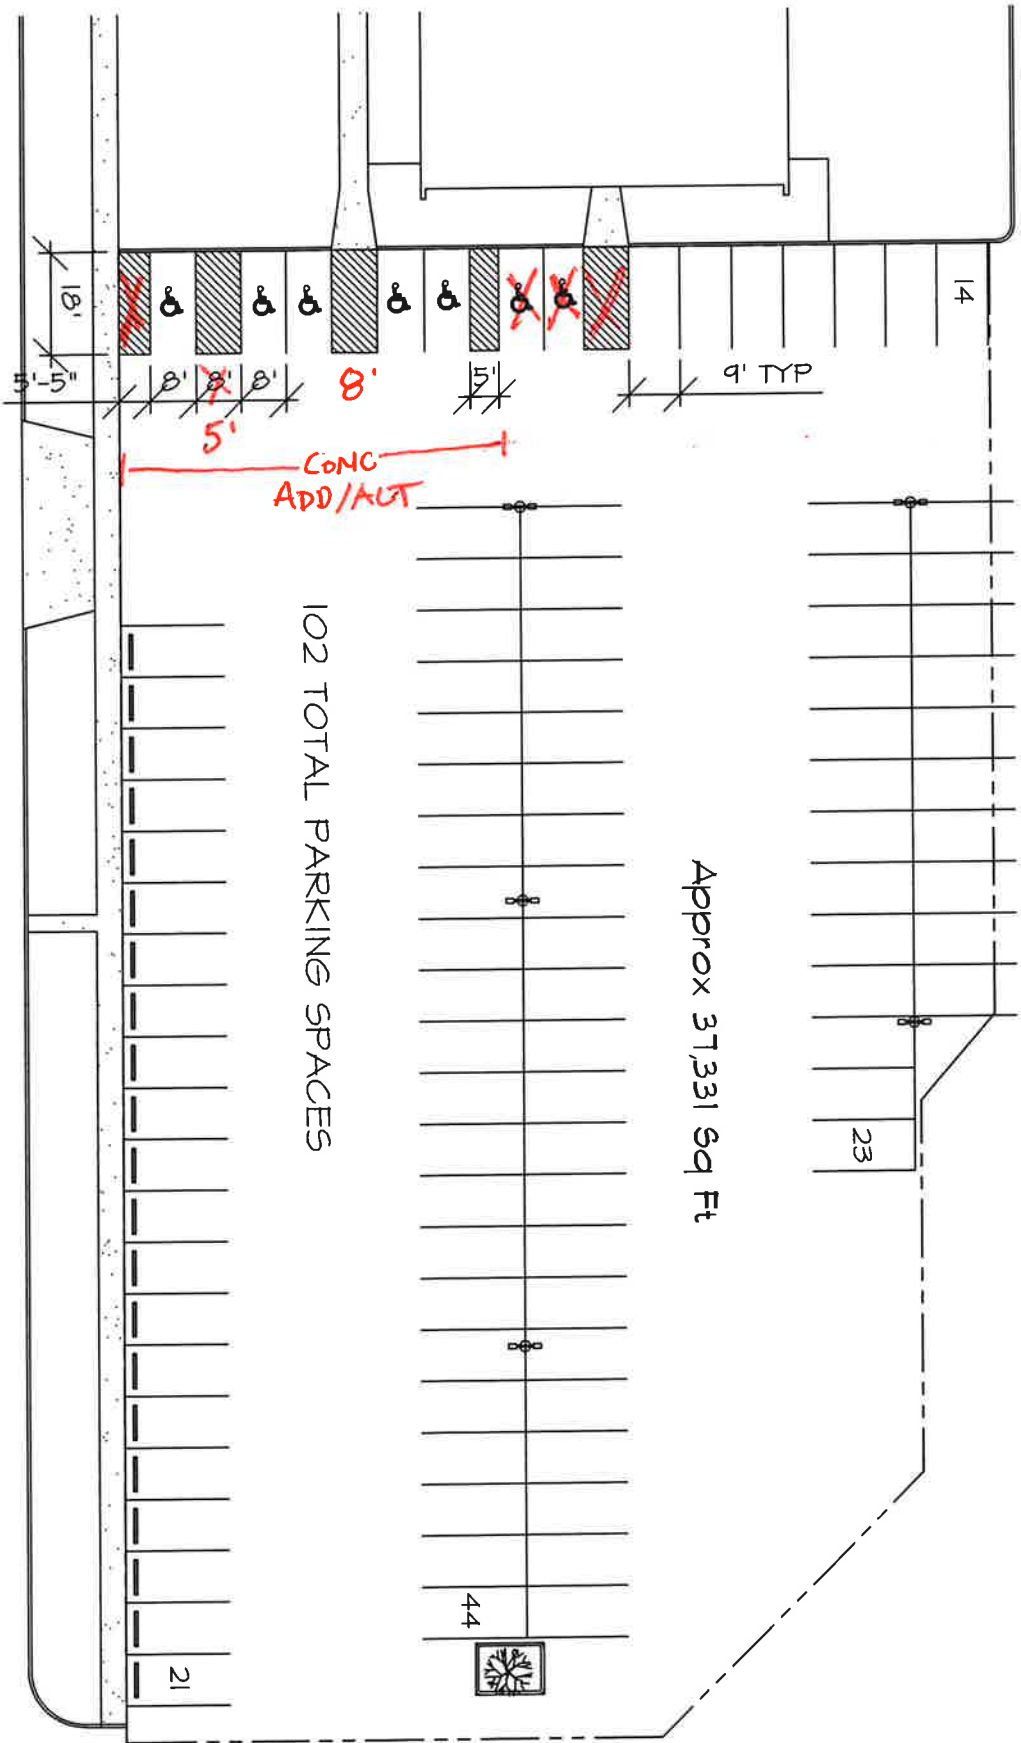 14
18'
5'-5"
8'
8'
8'
8'
5'
9' TYP
5'
CONC
ADD/ALT
102 TOTAL PARKING SPACES
Approx 37,331 Sq Ft
23
44
21